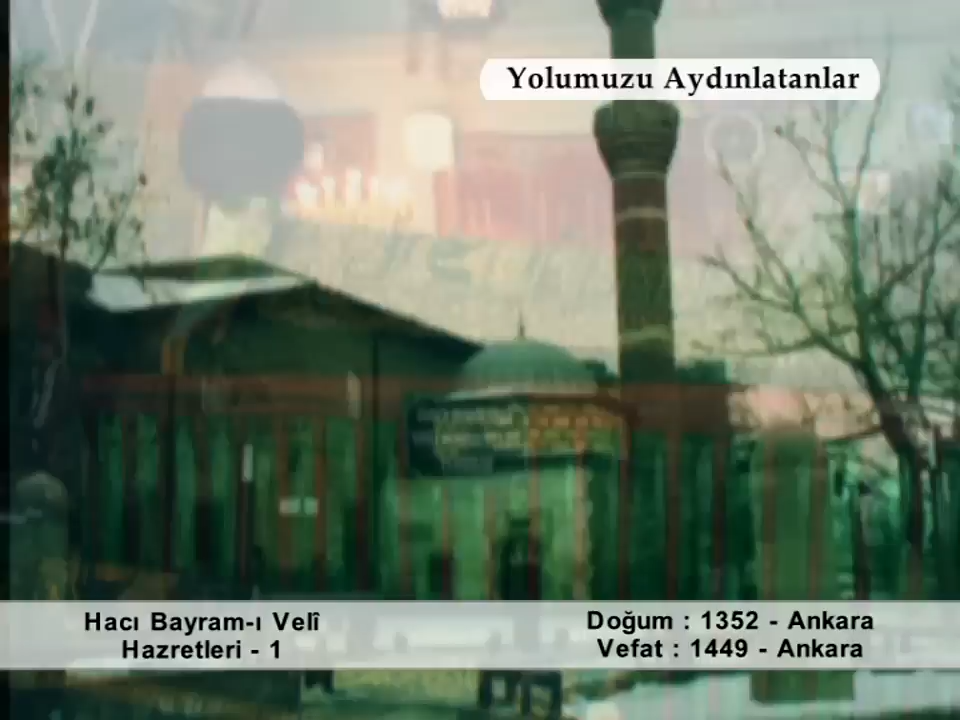 Yolumuzu Aydınlatanlar
Hacı Bayram-ı Velî
Hazretleri - 1
Doğum : 1352 - Ankara
Vefat : 1449 - Ankara